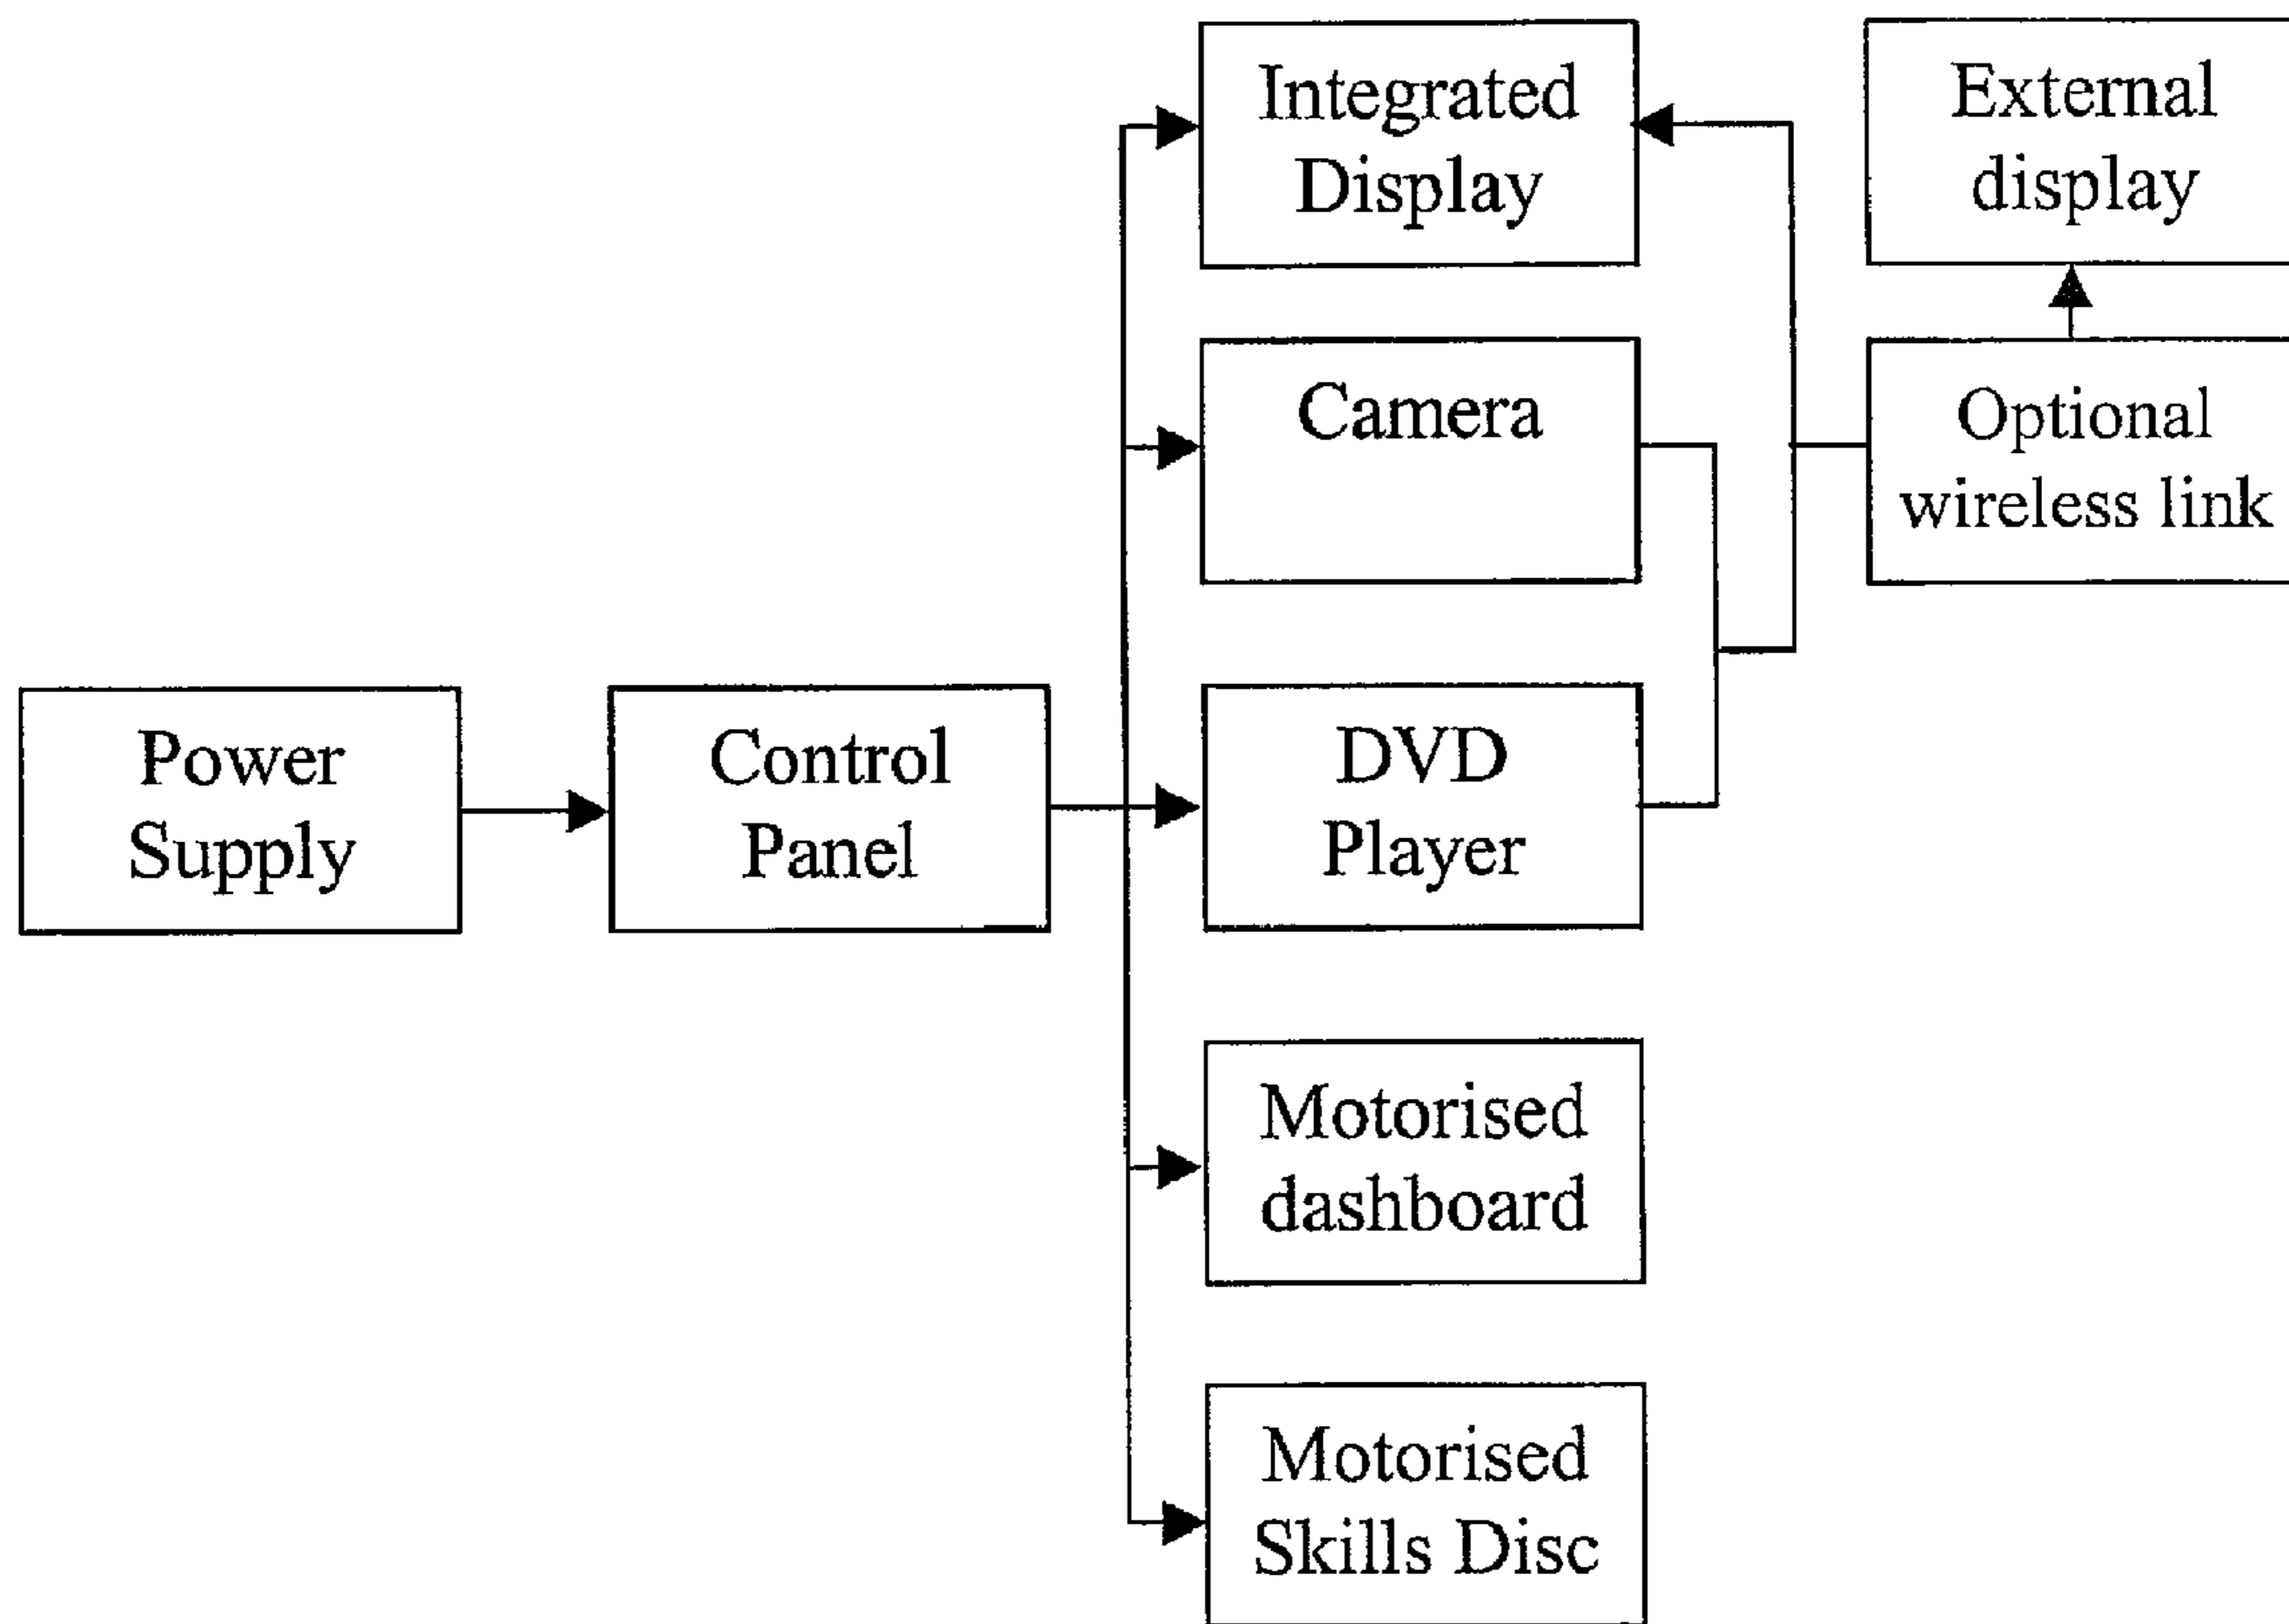 Integrated
Display
External
display
Camera
Optional
wireless link
Power
Supply
Control
Panel
DVD
Player
Motorised
dashboard
Motorised
Skills Disc